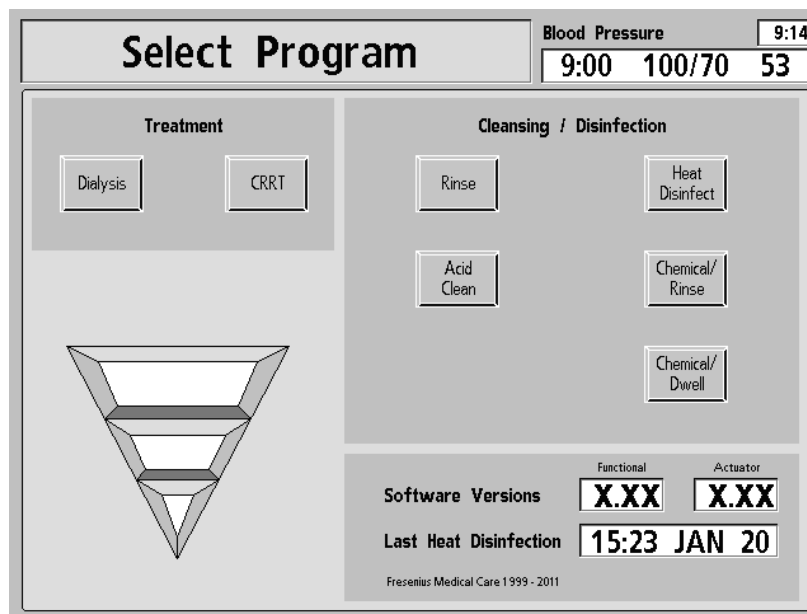 Select Program
Blood Pressure 9:14
9:00 100/70 53
Treatment
Dialysis CRRT
Cleansing / Disinfection
Rinse
Heat
Disinfect
Acid
Clean
Chemical/
Rinse
Chemical/
Dwell
Functional Actuator
Software Versions X.XX X.XX
Last Heat Disinfection 15:23 JAN 20
Fresenius Medical Care 1999 - 2011